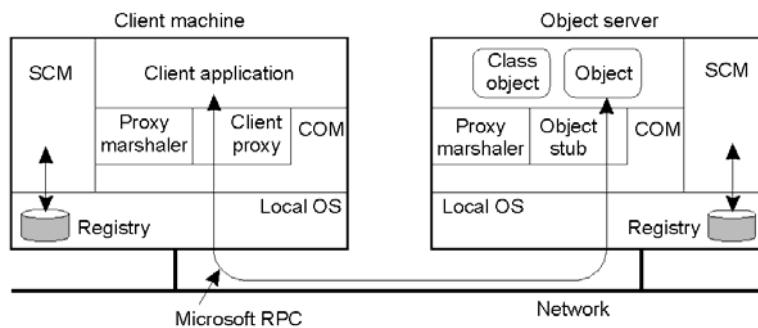 Client machine
Object server
SCM
Client application
Class
object
Object
SCM
Proxy
marshaler
Client
proxy
COM
Proxy
marshaler
Object
stub
COM
Local OS
Registry
Local OS
Registry
Microsoft RPC
Network